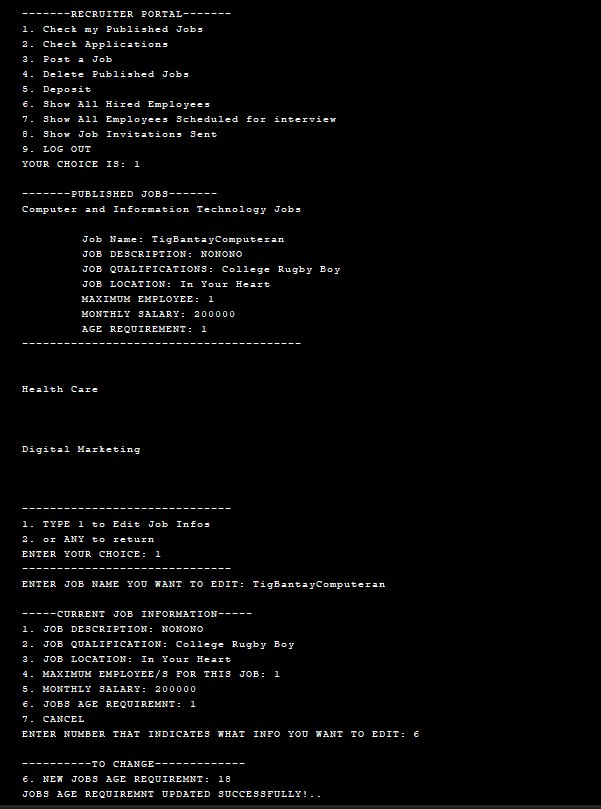 -------RECRUITER PORTAL-------
1. Check my Published Jobs
2. Check Applications
3. Post a Job
4. Delete Published Jobs
5. Deposit
6. Show All Hired Employees
7. Show All Employees Scheduled for interview
8. Show Job Invitations Sent
9. LOG OUT
YOUR CHOICE IS: 1
-------PUBLISHED JOBS-------
Computer and Information Technology Jobs
Job Name: TigBantayComputeran
JOB DESCRIPTION: NONONO
JOB QUALIFICATIONS: College Rugby Boy
JOB LOCATION: In Your Heart
MAXIMUM EMPLOYEE: 1
MONTHLY SALARY: 200000
AGE REQUIREMENT: 1
----------------------------------------
Health Care
Digital Marketing
------------------------------
1. TYPE 1 to Edit Job Infos
2. or ANY to return
ENTER YOUR CHOICE: 1
------------------------------
ENTER JOB NAME YOU WANT TO EDIT: TigBantayComputeran
-----CURRENT JOB INFORMATION-----
1. JOB DESCRIPTION: NONONO
2. JOB QUALIFICATION: College Rugby Boy
3. JOB LOCATION: In Your Heart
4. MAXIMUM EMPLOYEE/S FOR THIS JOB: 1
5. MONTHLY SALARY: 200000
6. JOBS AGE REQUIREMNT: 1
7. CANCEL
ENTER NUMBER THAT INDICATES WHAT INFO YOU WANT TO EDIT: 6
----------TO CHANGE-------------
6. NEW JOBS AGE REQUIREMNT: 18
JOBS AGE REQUIREMNT UPDATED SUCCESSFULLY!..